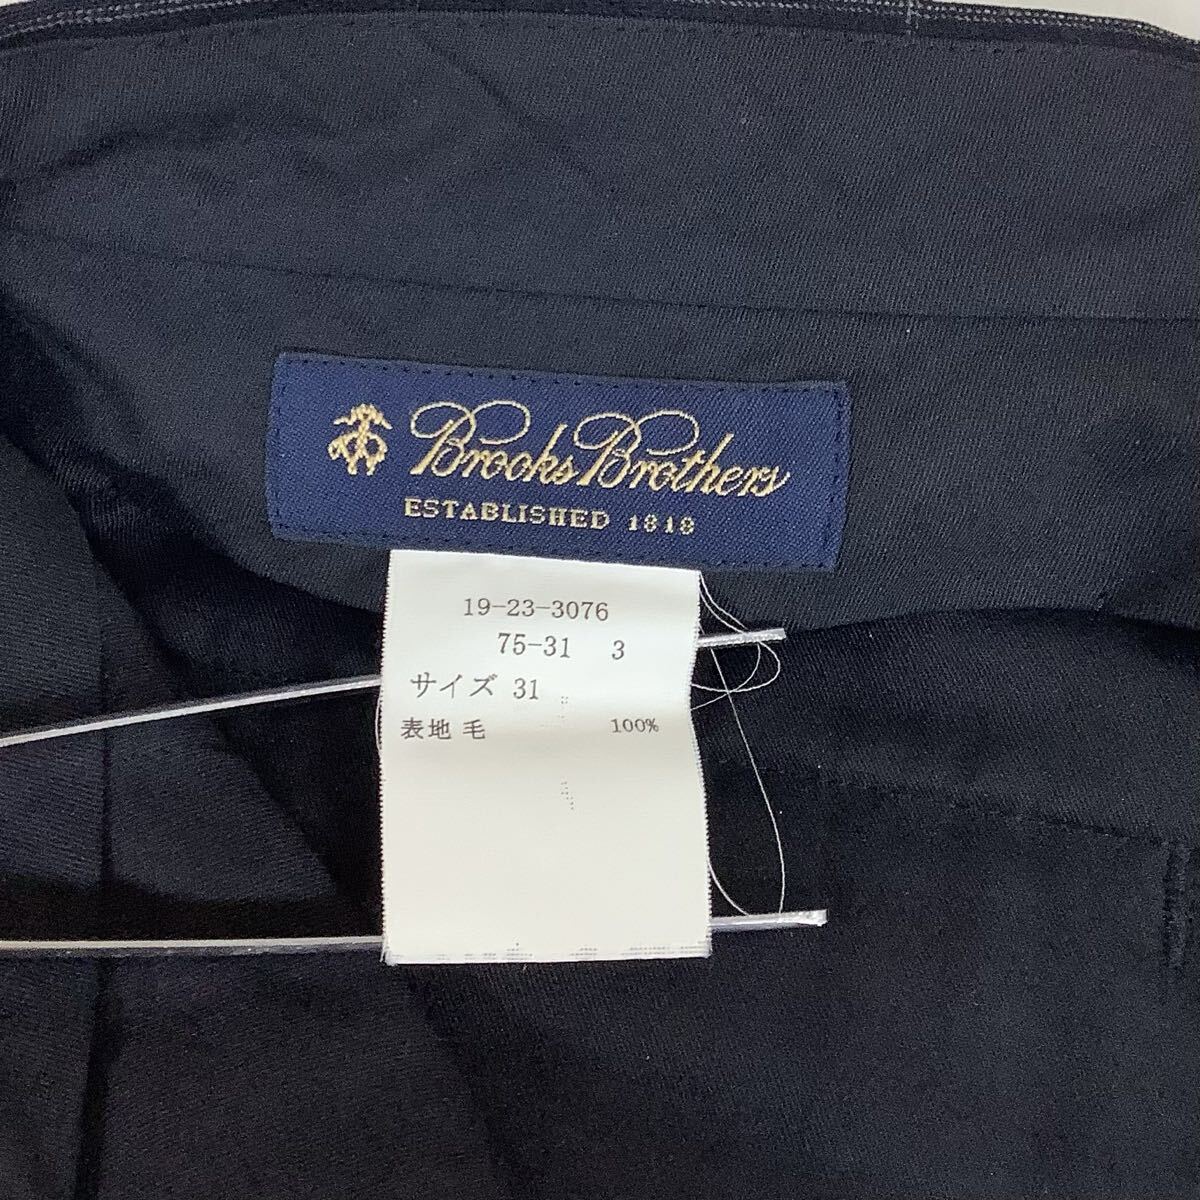 Brooks Brothers
ESTABLISHED 1818
19-23-3076
75-31 3
サイズ 31
表地 毛 100%